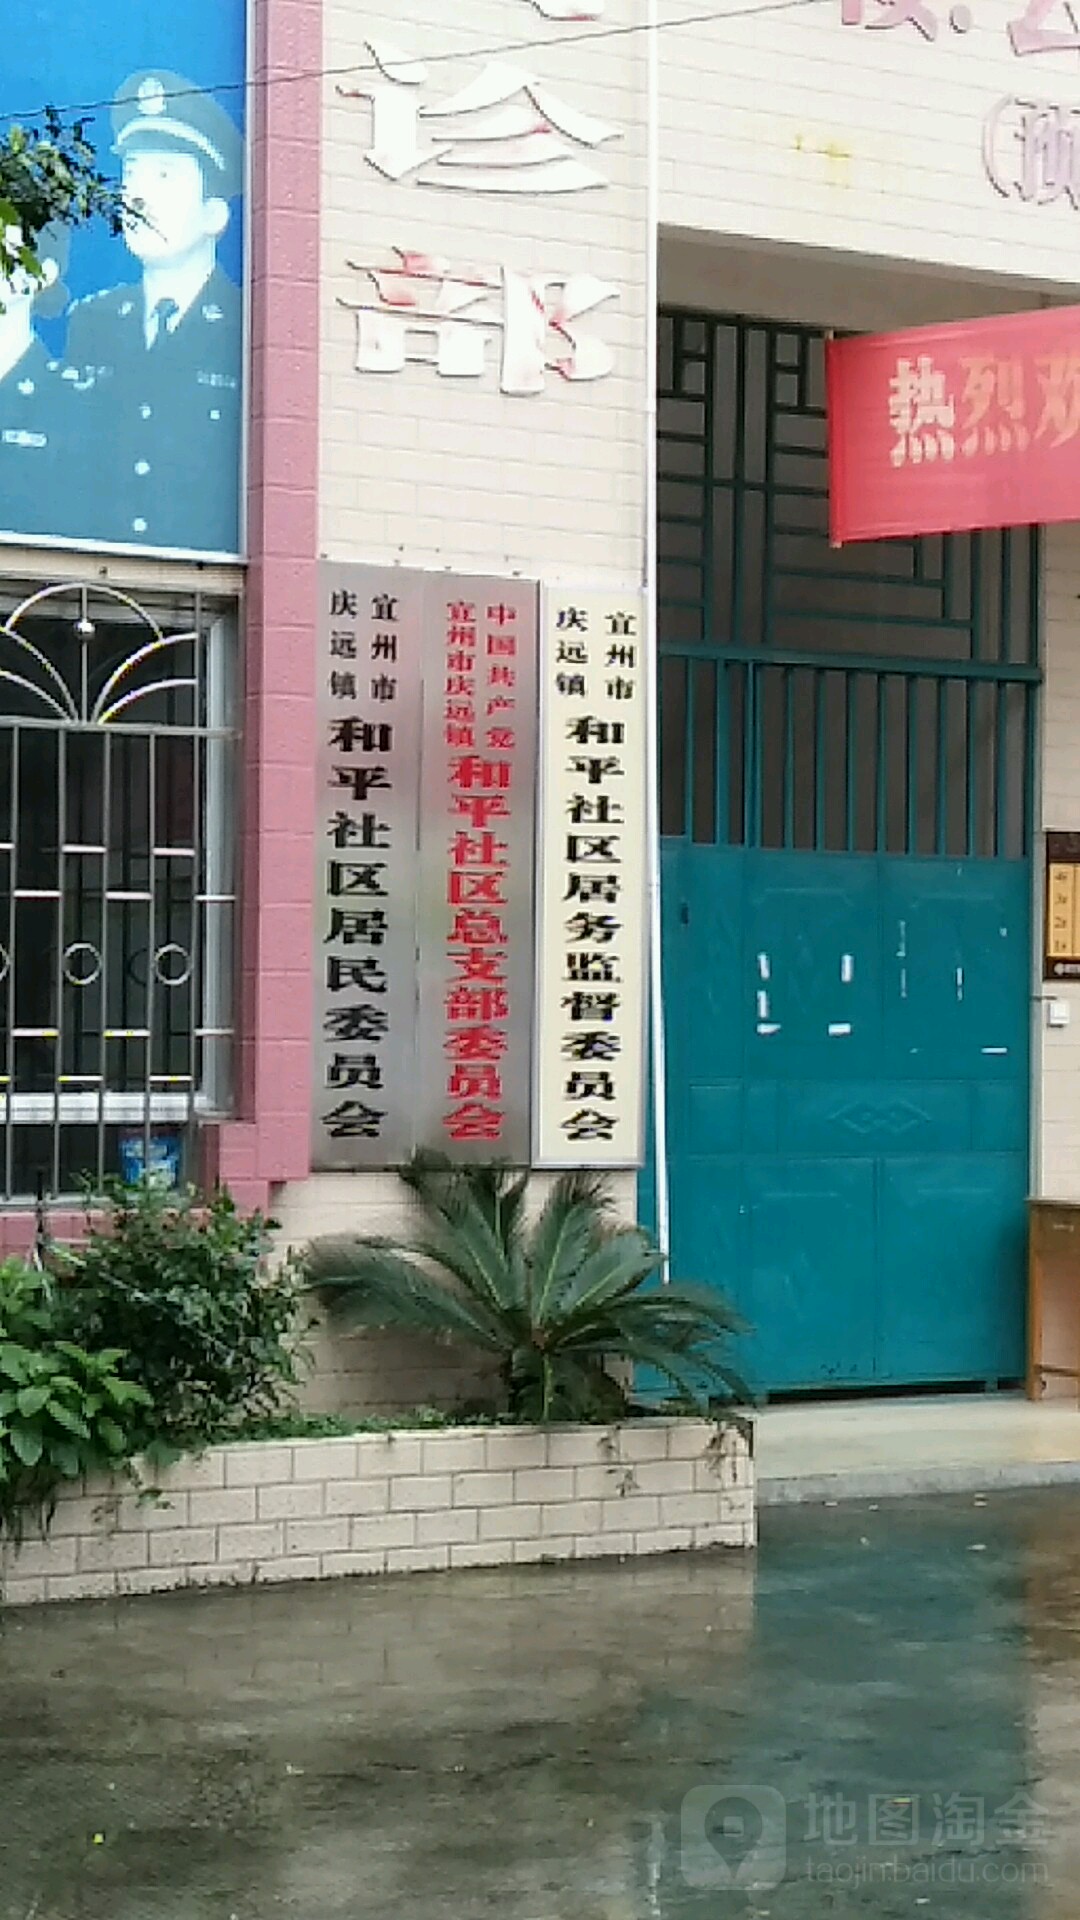 诊部
预
热烈欢
宜州市
庆远镇
和平社区居民委员会
中国共产党
宜州市庆远镇
和平社区总支部委员会
宜州市
庆远镇
和平社区居务监督委员会
地图淘金
taojin.baidu.com